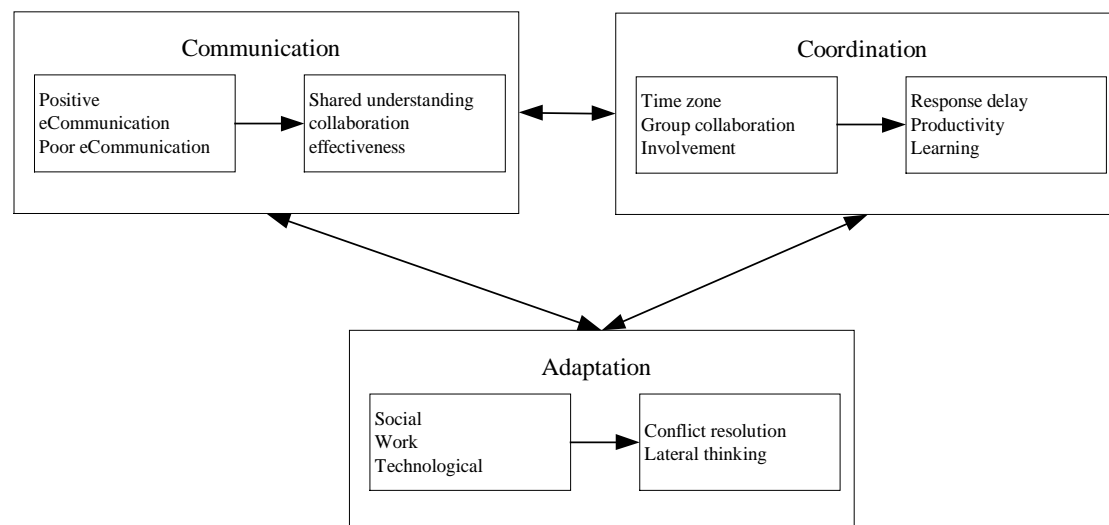 Communication
Positive
eCommunication
Poor eCommunication
Shared understanding
collaboration
effectiveness
Coordination
Time zone
Group collaboration
Involvement
Response delay
Productivity
Learning
Adaptation
Social
Work
Technological
Conflict resolution
Lateral thinking